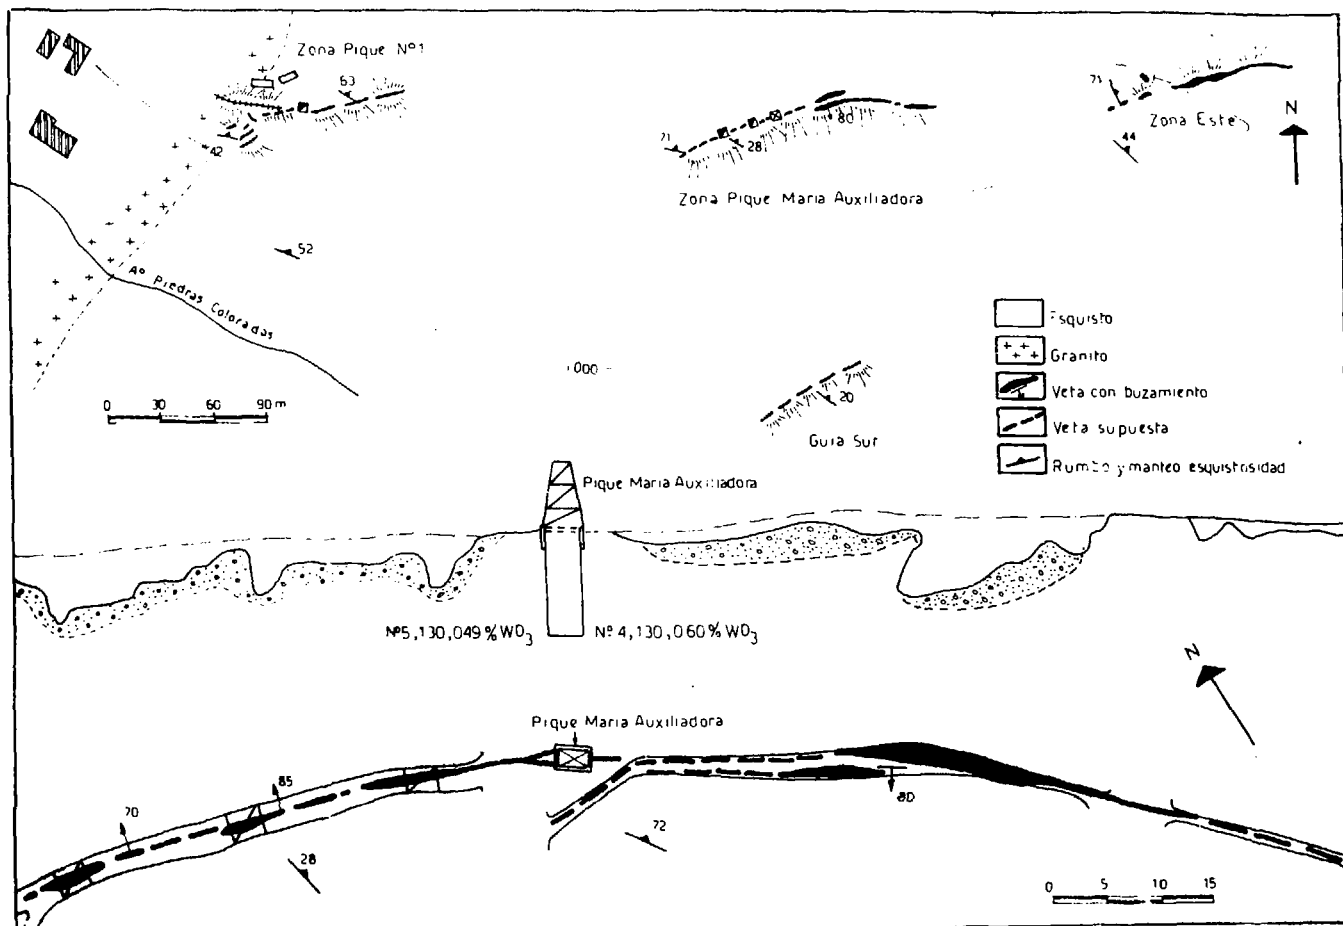 Zona Pique Nº1
63
42
71
28
80
Zona Pique Maria Auxiliadora
71
44
Zona Este
N
52
Aº Piedras Coloradas
0 30 60 90 m
000
20
Guia Sur
Esquisto
Granito
Veta con buzamiento
Veta supuesta
Rumbo y manteo esquistosidad
Pique Maria Auxiliadora
Nº5,130,049% WO3
Nº 4,130,060% WO3
N
Pique Maria Auxiliadora
70
85
28
72
80
0 5 10 15